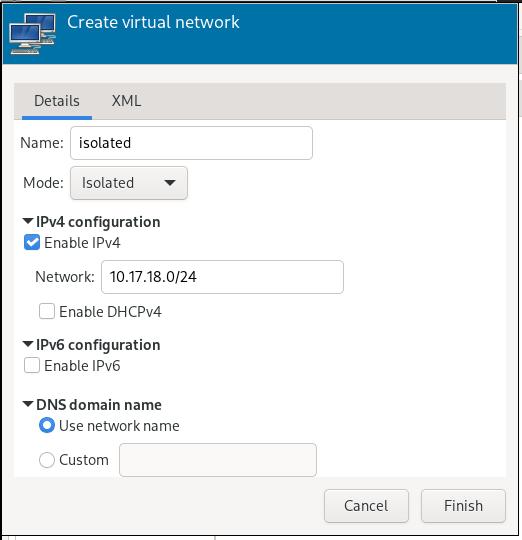 Create virtual network
Details XML
Name: isolated
Mode: Isolated
IPv4 configuration
Enable IPv4
Network: 10.17.18.0/24
Enable DHCPv4
IPv6 configuration
Enable IPv6
DNS domain name
Use network name
Custom
Cancel Finish